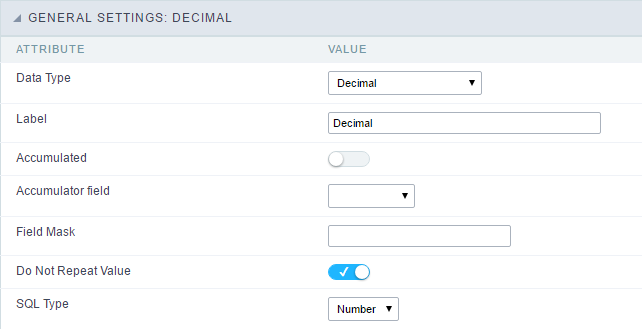 GENERAL SETTINGS: DECIMAL
ATTRIBUTE VALUE
Data Type Decimal
Label Decimal
Accumulated
Accumulator field
Field Mask
Do Not Repeat Value
SQL Type Number